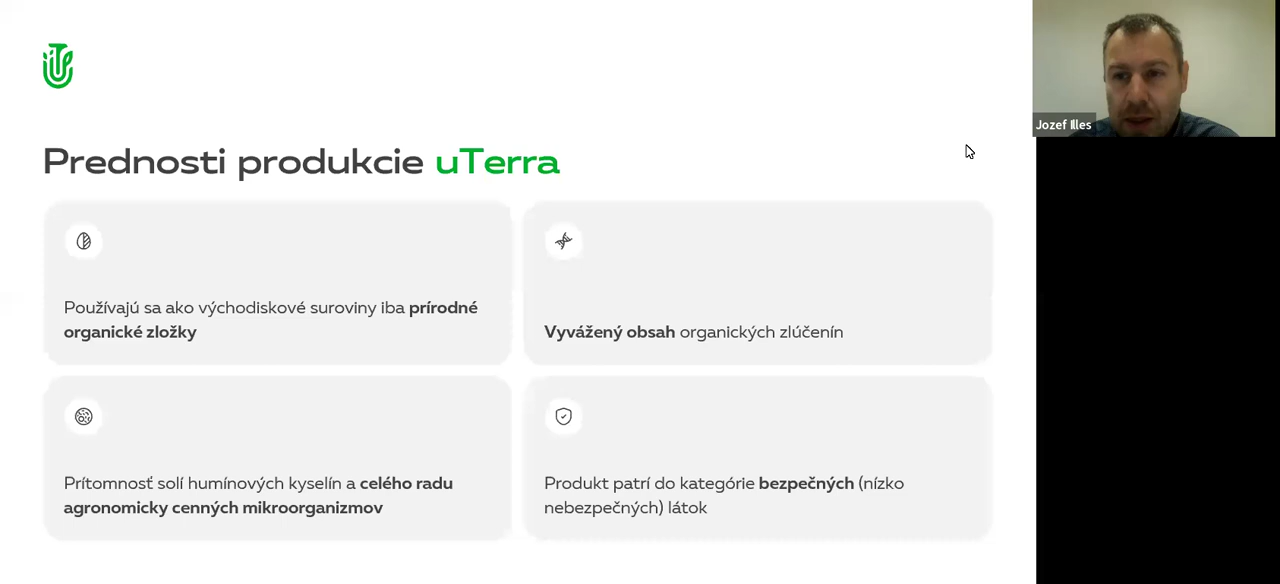 Prednosti produkcie uTerra
Používajú sa ako východiskové suroviny iba prírodné
organické zložky
Vyvážený obsah organických zlúčenín
Prítomnosť solí humínových kyselín a celého radu
agronomicky cenných mikroorganizmov
Produkt patrí do kategórie bezpečných (nízko
nebezpečných) látok
Jozef Illes